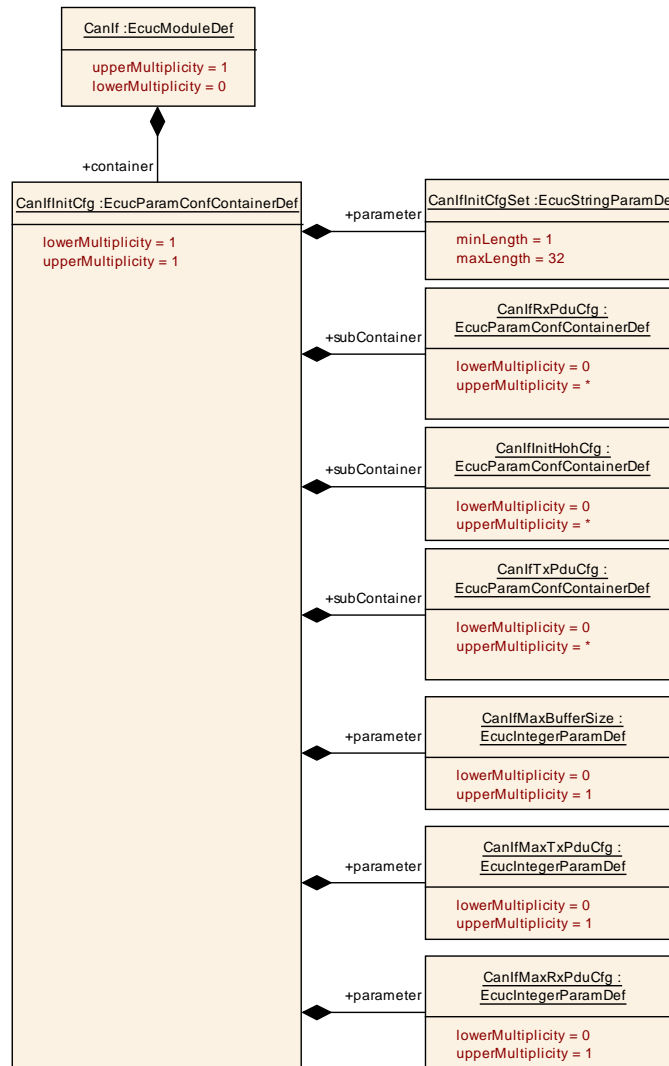 CanIf :EcucModuleDef
upperMultiplicity = 1
lowerMultiplicity = 0
+container
CanIfInitCfg :EcucParamConfContainerDef
lowerMultiplicity = 1
upperMultiplicity = 1
+parameter
CanIfInitCfgSet :EcucStringParamDe
minLength = 1
maxLength = 32
+subContainer
CanIfRxPduCfg :
EcucParamConfContainerDef
lowerMultiplicity = 0
upperMultiplicity = *
+subContainer
CanIfInitHohCfg :
EcucParamConfContainerDef
lowerMultiplicity = 0
upperMultiplicity = *
+subContainer
CanIfTxPduCfg :
EcucParamConfContainerDef
lowerMultiplicity = 0
upperMultiplicity = *
+parameter
CanIfMaxBufferSize :
EcucIntegerParamDef
lowerMultiplicity = 0
upperMultiplicity = 1
+parameter
CanIfMaxTxPduCfg :
EcucIntegerParamDef
lowerMultiplicity = 0
upperMultiplicity = 1
+parameter
CanIfMaxRxPduCfg :
EcucIntegerParamDef
lowerMultiplicity = 0
upperMultiplicity = 1